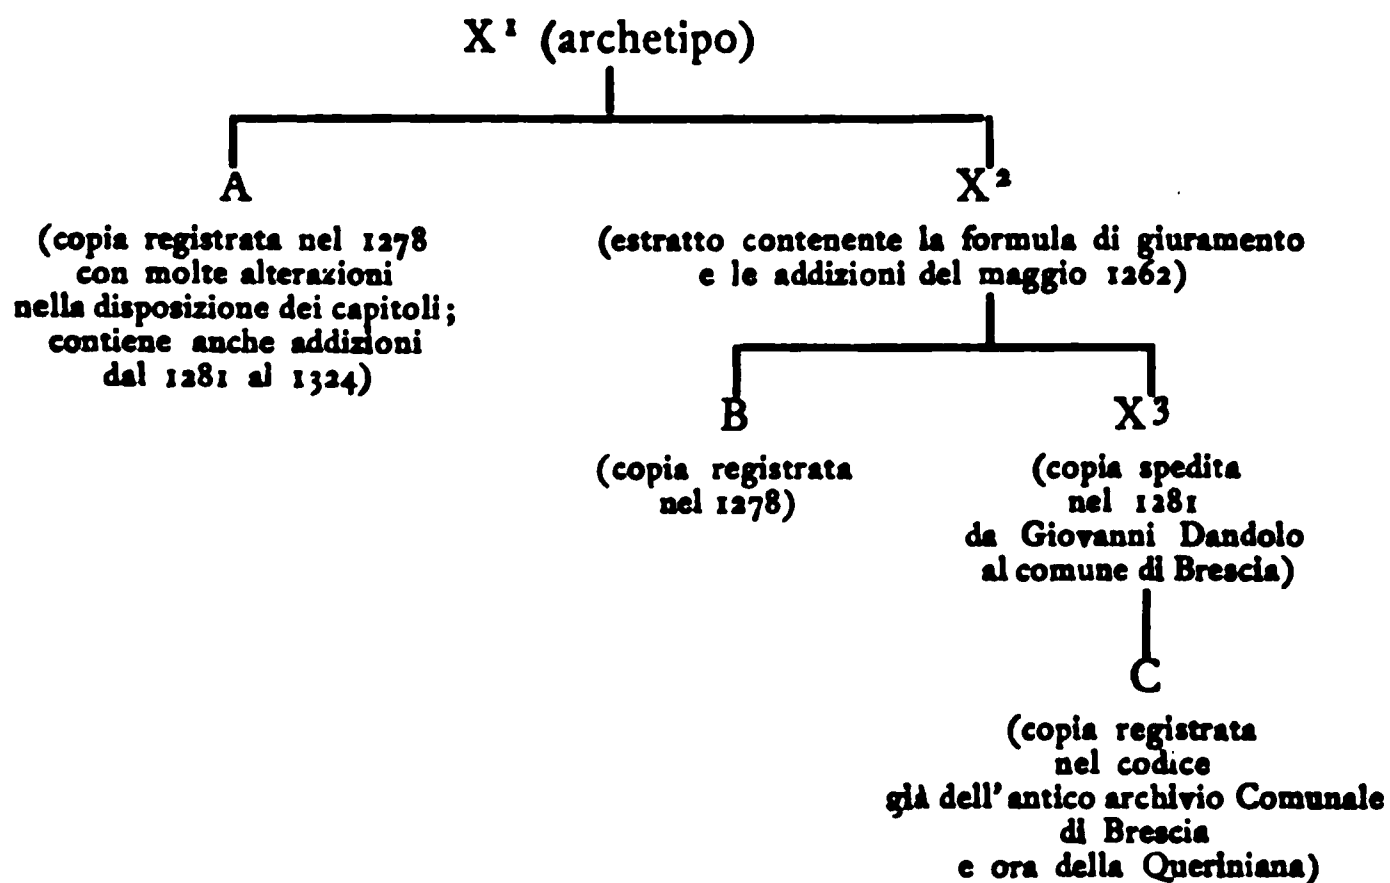 X¹ (archetipo)
A
(copia registrata nel 1278
con molte alterazioni
nella disposizione dei capitoli;
contiene anche addizioni
dal 1281 al 1324)
X²
(estratto contenente la formula di giuramento
e le addizioni del maggio 1262)
B
(copia registrata
nel 1278)
X³
(copia spedita
nel 1281
da Giovanni Dandolo
al comune di Brescia)
C
(copia registrata
nel codice
già dell'antico archivio Comunale
di Brescia
e ora della Queriniana)